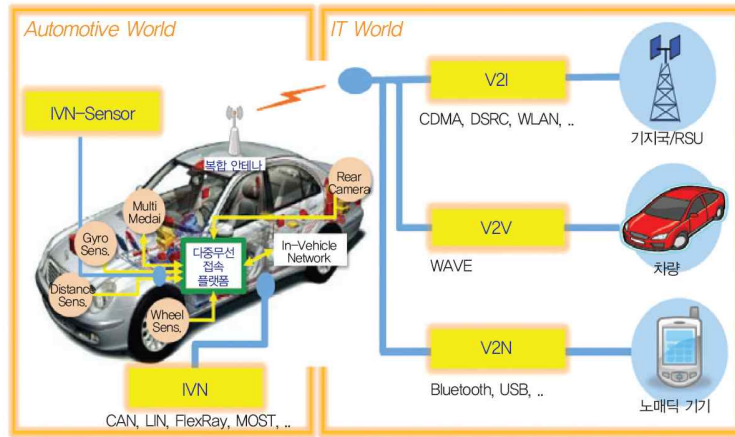 Automotive World
IT World
IVN-Sensor
복합 안테나
Rear
Camera
Multi
Medai
Gyro
Sens,
다중무선
접속
플랫폼
In-Vehicle
Network
Distance
Sens,
Wheel
Sens,
IVN
CAN, LIN, FlexRay, MOST, ..
V2I
CDMA, DSRC, WLAN, ..
기지국/RSU
V2V
WAVE
차량
V2N
Bluetooth, USB, ..
노매딕 기기